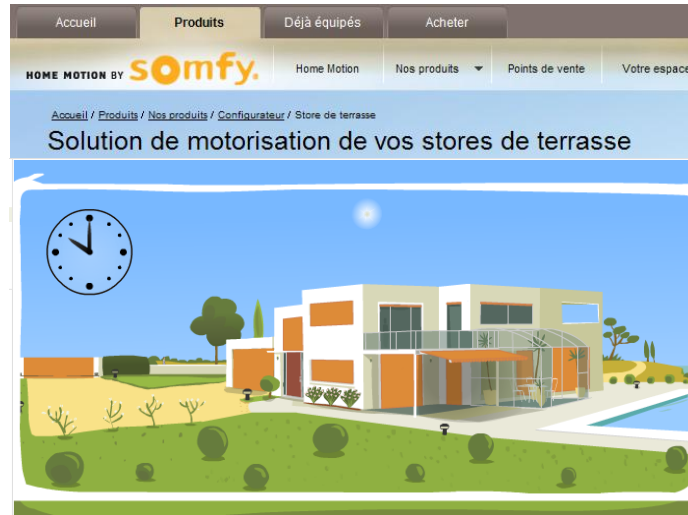 Accueil Produits Déjà équipés Acheter
HOME MOTION BY somfy. Home Motion Nos produits Points de vente Votre espace
Accueil / Produits / Nos produits / Configurateur / Store de terrasse
Solution de motorisation de vos stores de terrasse